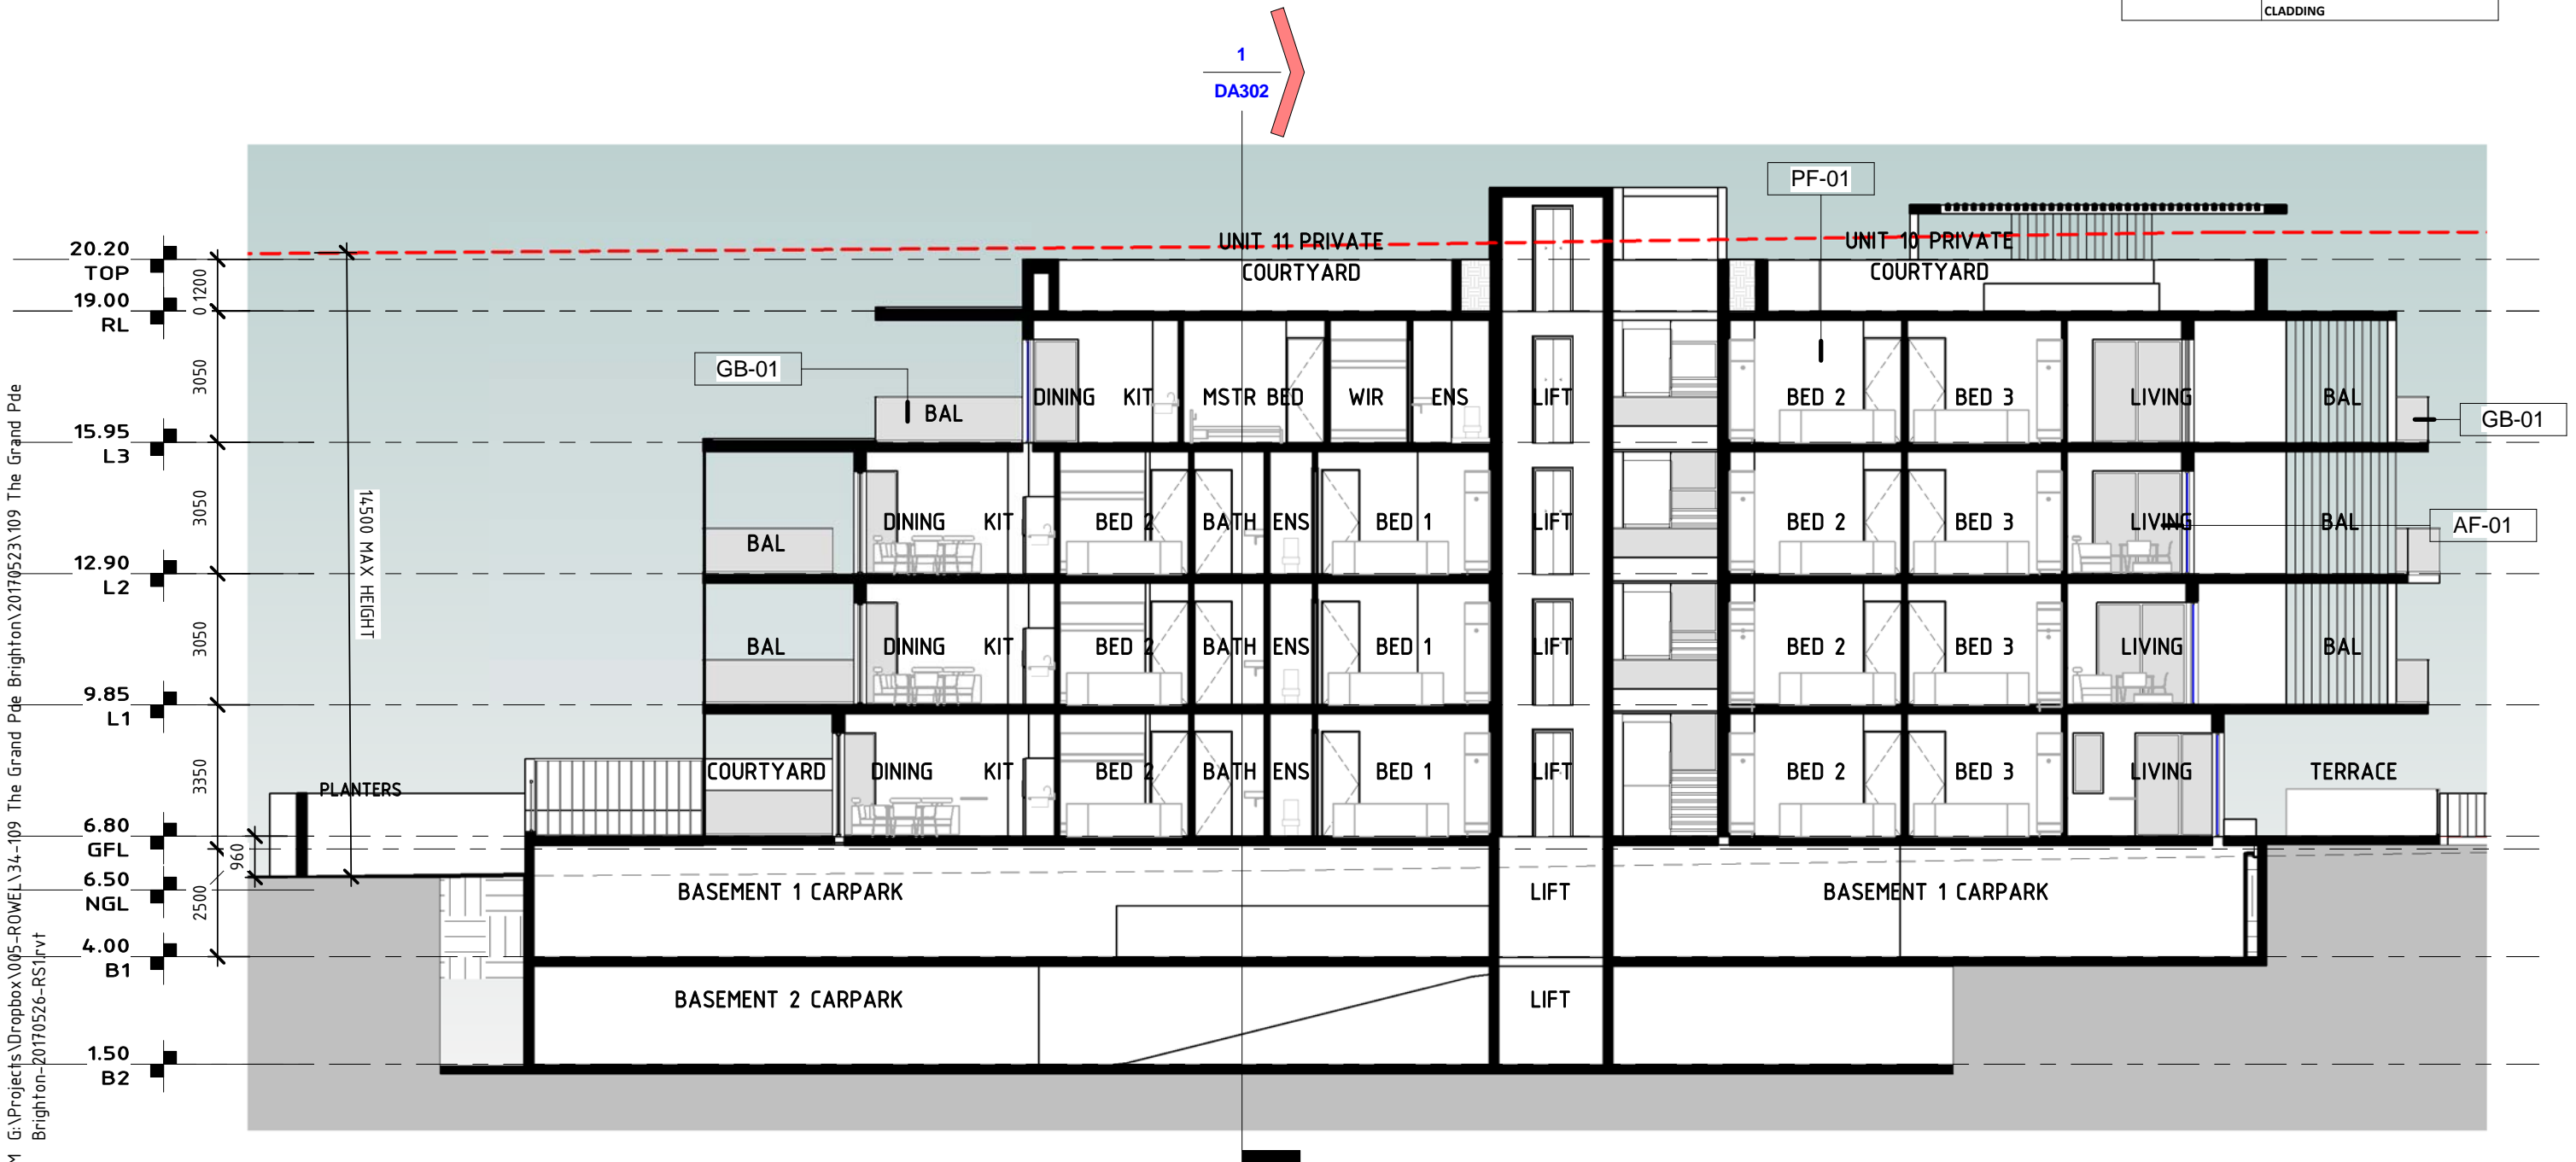 CLADDING
1
DA302
PF-01
20.20
TOP
1200
19.00
0
RL
UNIT 11 PRIVATE
COURTYARD
UNIT 10 PRIVATE
COURTYARD
GB-01
3050
BAL
DINING
KIT
MSTR BED
WIR
ENS
LIFT
BED 2
BED 3
LIVING
BAL
GB-01
15.95
L3
3050
14500 MAX HEIGHT
BAL
DINING
KIT
BED 2
BATH
ENS
BED 1
LIFT
BED 2
BED 3
LIVING
BAL
AF-01
12.90
L2
3050
BAL
DINING
KIT
BED 2
BATH
ENS
BED 1
LIFT
BED 2
BED 3
LIVING
BAL
9.85
L1
3350
PLANTERS
COURTYARD
DINING
KIT
BED 2
BATH
ENS
BED 1
LIFT
BED 2
BED 3
LIVING
TERRACE
6.80
GFL
960
6.50
NGL
2500
BASEMENT 1 CARPARK
LIFT
BASEMENT 1 CARPARK
4.00
B1
BASEMENT 2 CARPARK
LIFT
1.50
B2
M G:\Projects\Dropbox\005-ROWEL\34-109 The Grand Pde Brighton\20170523\109 The Grand Pde
Brighton-20170526-RS1.rvt